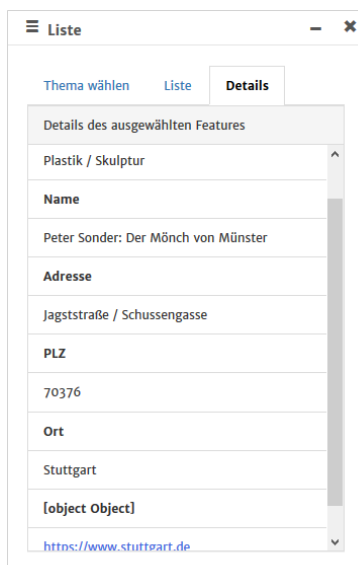 Liste
Thema wählen Liste Details
Details des ausgewählten Features
Plastik / Skulptur
Name
Peter Sonder: Der Mönch von Münster
Adresse
Jagststraße / Schussengasse
PLZ
70376
Ort
Stuttgart
[object Object]
https://www.stuttgart.de